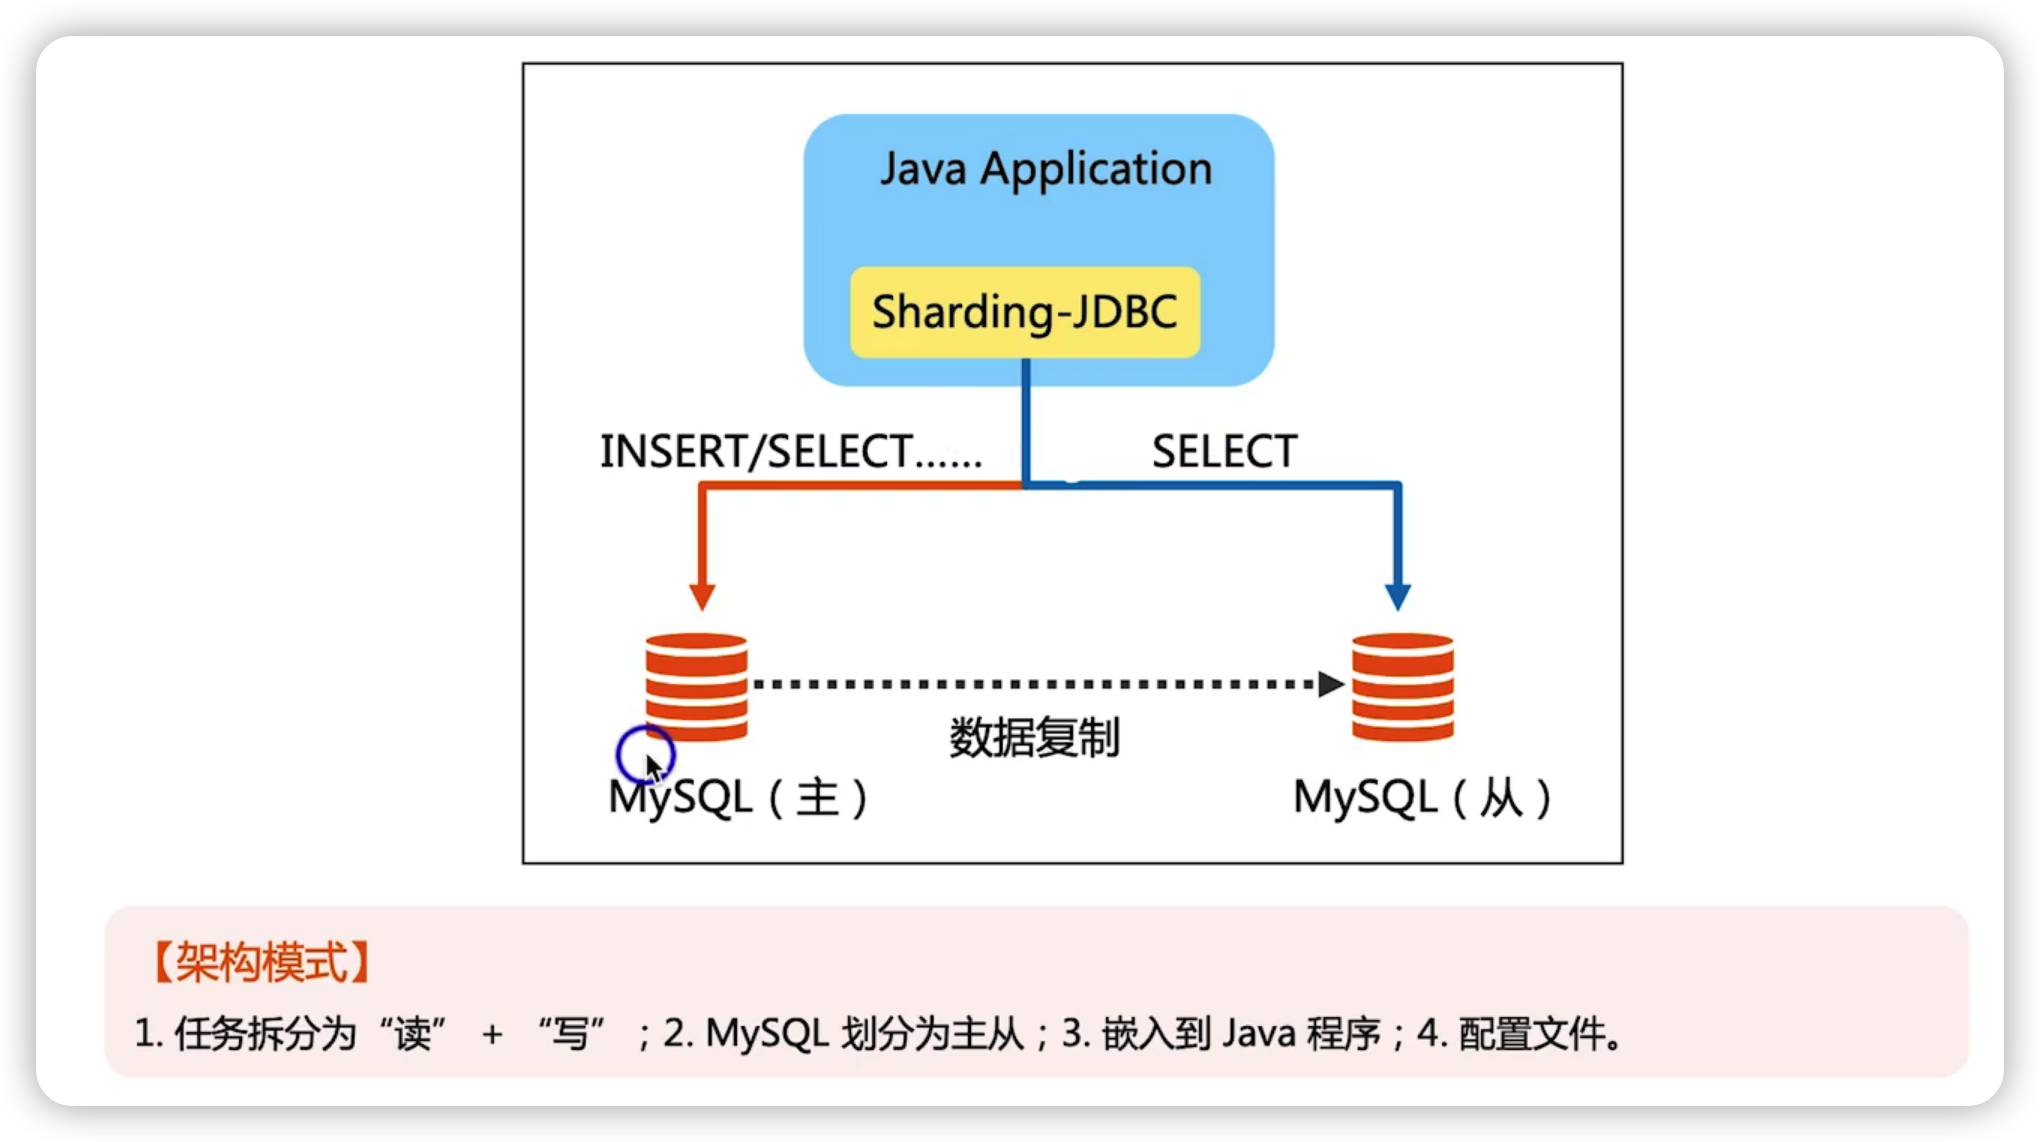 Java Application
Sharding-JDBC
INSERT/SELECT......
SELECT
数据复制
MySQL（主）
MySQL（从）
【架构模式】
1. 任务拆分为“读” + “写”；2. MySQL 划分为主从；3. 嵌入到 Java 程序；4. 配置文件。